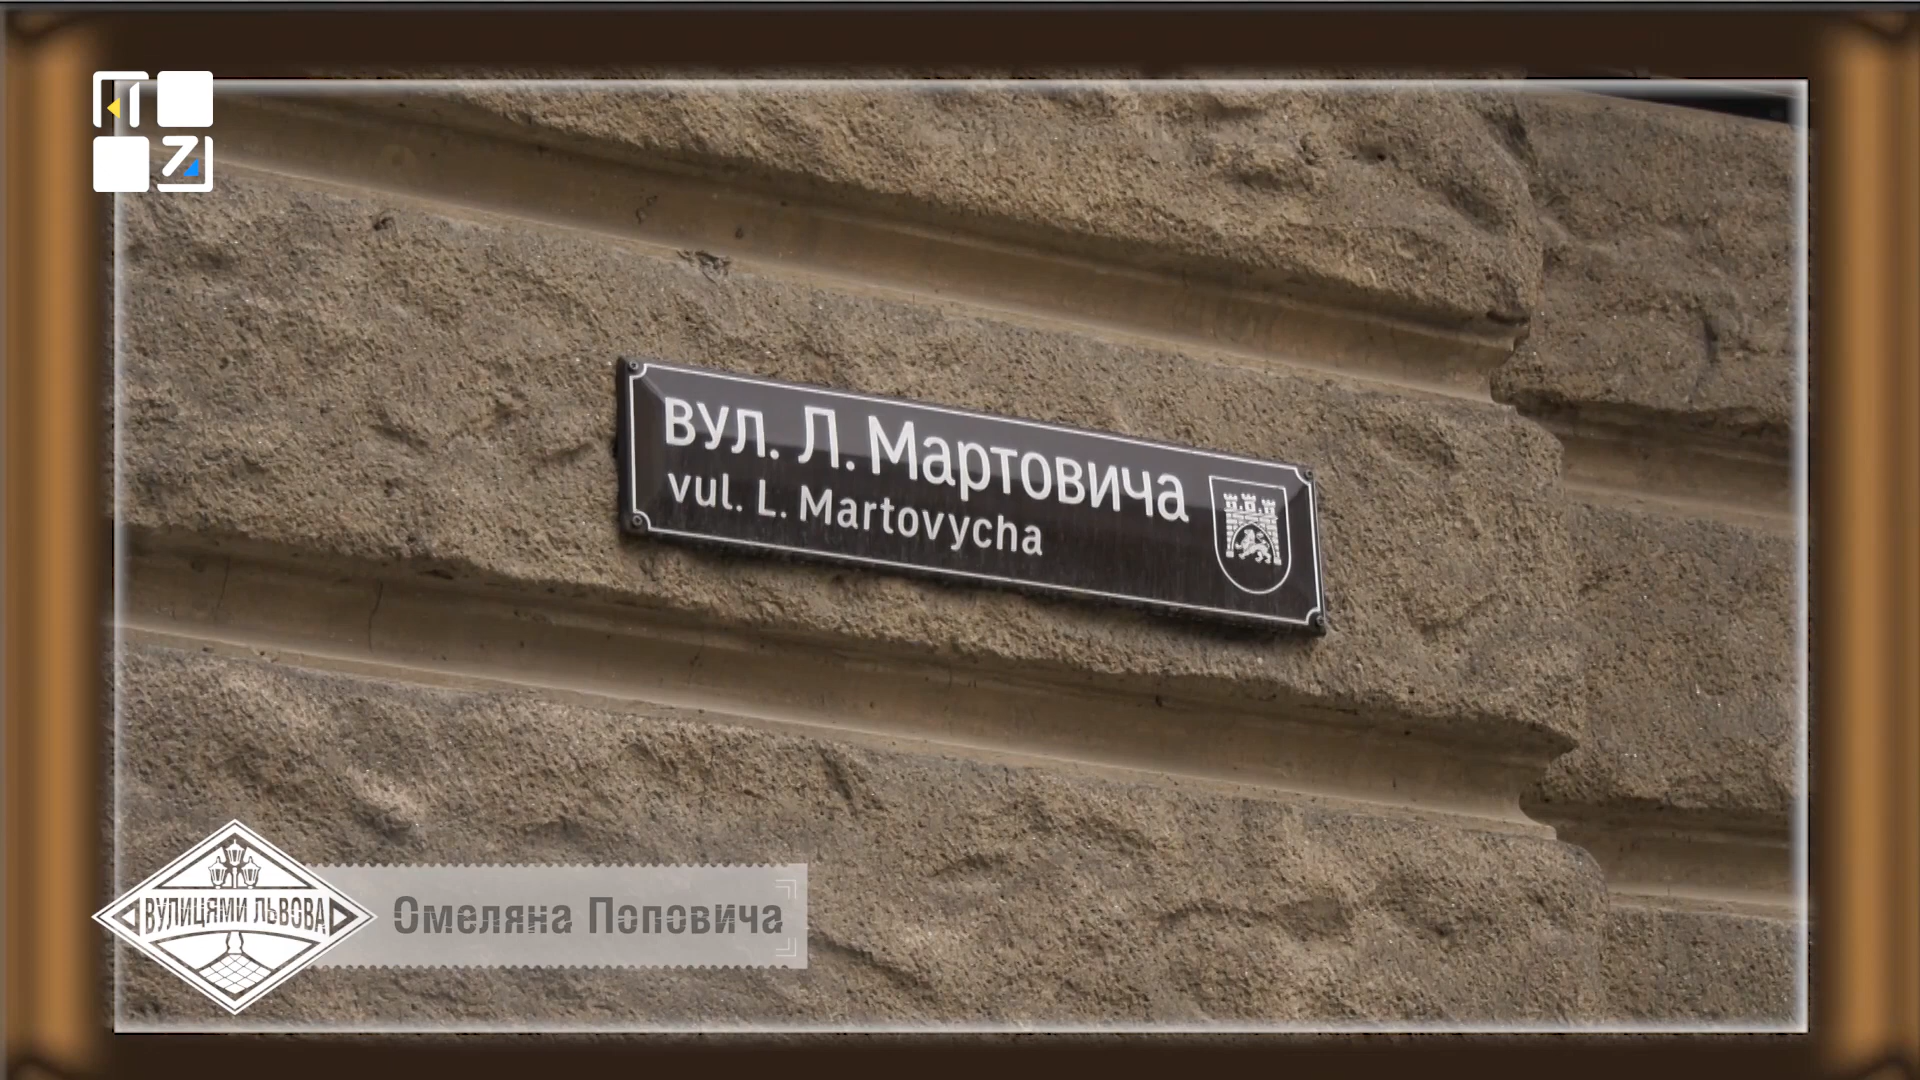 вул. Л. Мартовича
vul. L. Martovycha
ВУЛИЦЯМИ ЛЬВОВА
Омеляна Поповича